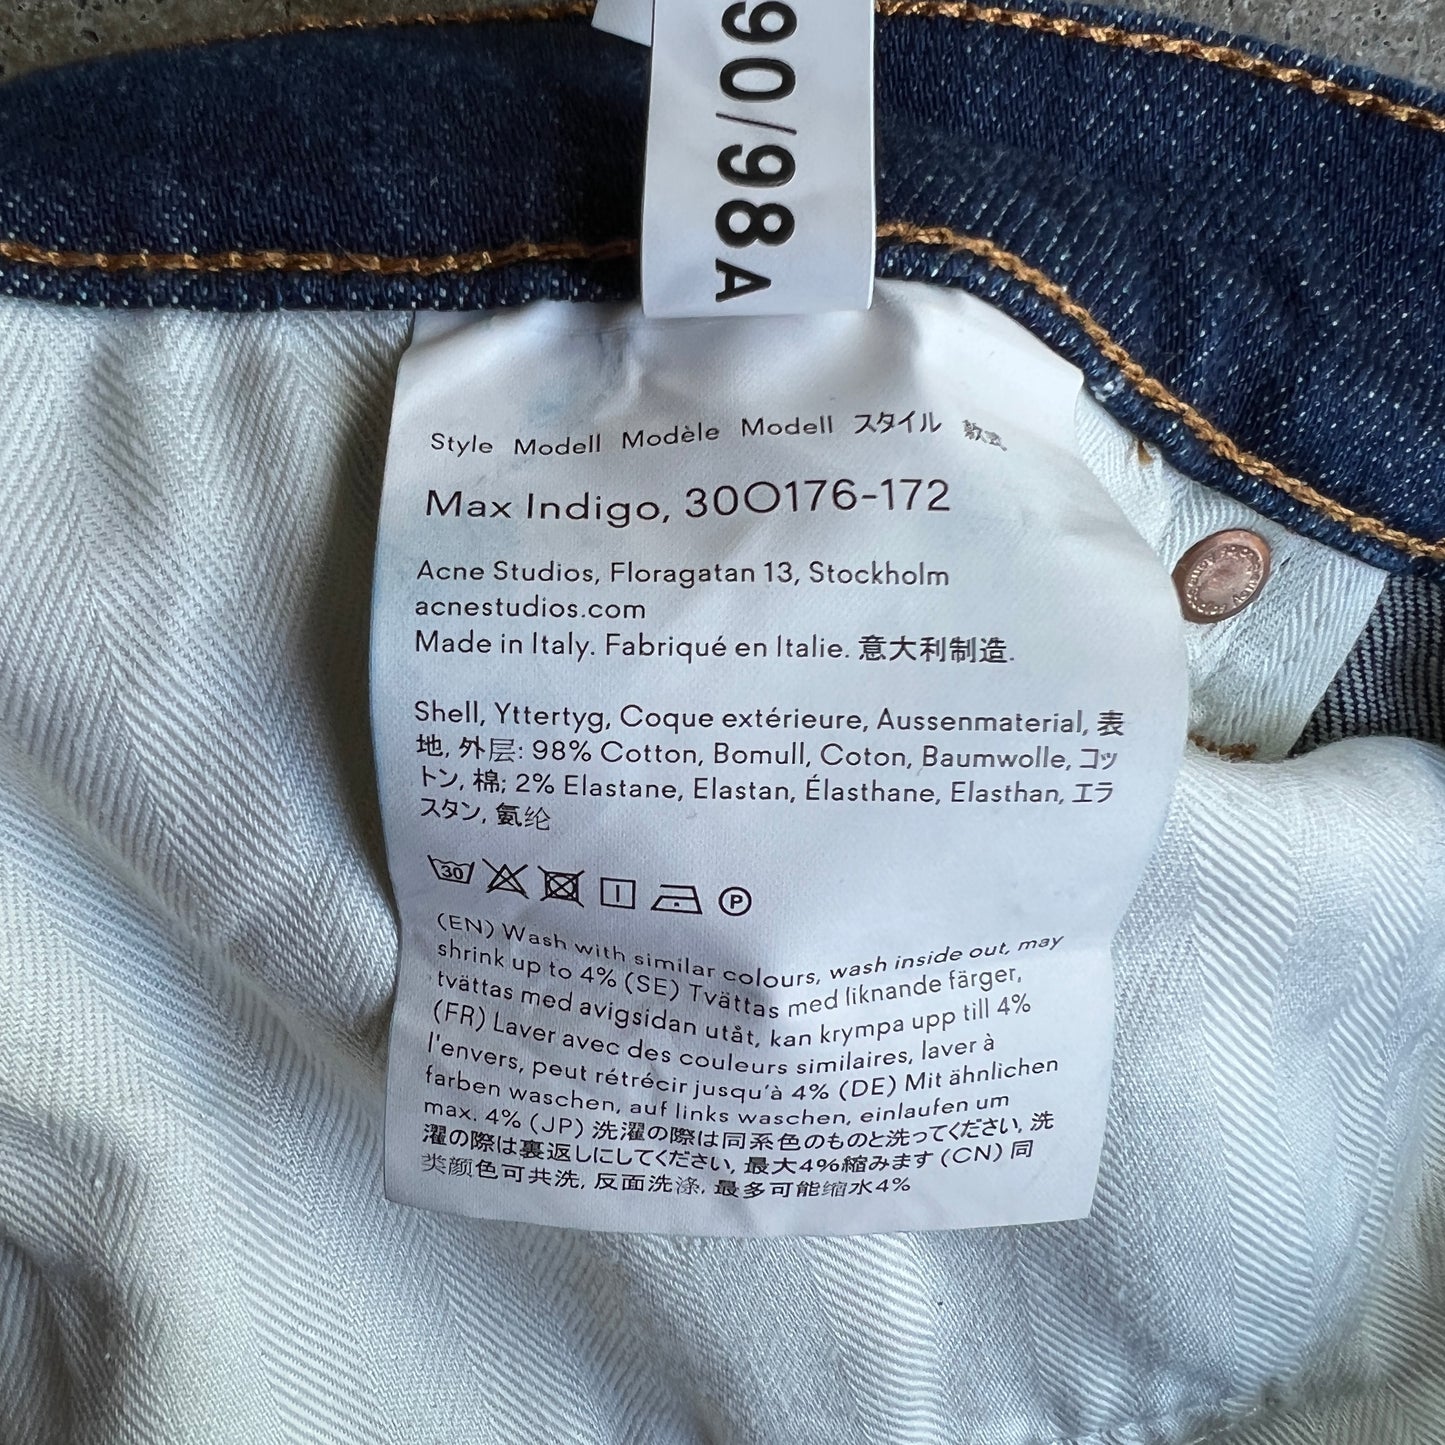 90/98A
Style Modell Modèle Modell スタイル 款式
Max Indigo, 30O176-172
Acne Studios, Floragatan 13, Stockholm
acnestudios.com
Made in Italy. Fabriqué en Italie. 意大利制造.
Shell, Yttertyg, Coque extérieure, Aussenmaterial, 表
地, 外层: 98% Cotton, Bomull, Coton, Baumwolle, コッ
トン, 棉; 2% Elastane, Elastan, Élasthane, Elasthan, エラ
スタン, 氨纶
30 P
(EN) Wash with similar colours, wash inside out, may
shrink up to 4% (SE) Tvättas med liknande färger,
tvättas med avigsidan utåt, kan krympa upp till 4%
(FR) Laver avec des couleurs similaires, laver à
l'envers, peut rétrécir jusqu'à 4% (DE) Mit ähnlichen
farben waschen, auf links waschen, einlaufen um
max. 4% (JP) 洗濯の際は同系色のものと洗ってください, 洗
濯の際は裏返しにしてください, 最大4%縮みます (CN) 同
类颜色可共洗, 反面洗涤, 最多可能缩水4%